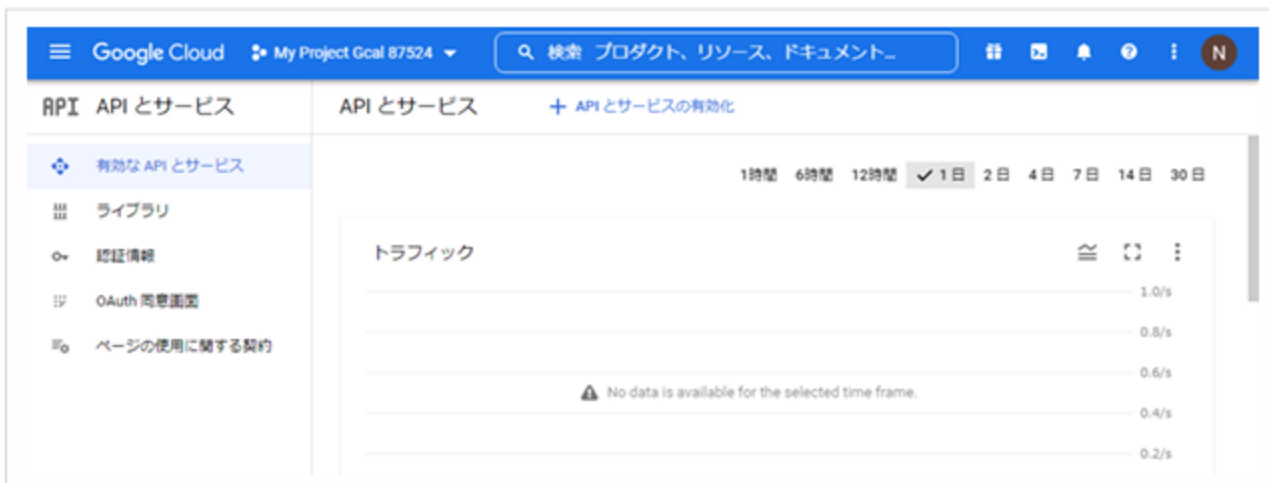 Google Cloud My Project Gcal 87524 検索 プロダクト、リソース、ドキュメント... N
API API とサービス
API とサービス + API とサービスの有効化
有効な API とサービス
ライブラリ
認証情報
OAuth 同意画面
ページの使用に関する契約
1時間 6時間 12時間 1 日 2 日 4 日 7 日 14 日 30 日
トラフィック
1.0/s
0.8/s
0.6/s
No data is available for the selected time frame.
0.4/s
0.2/s